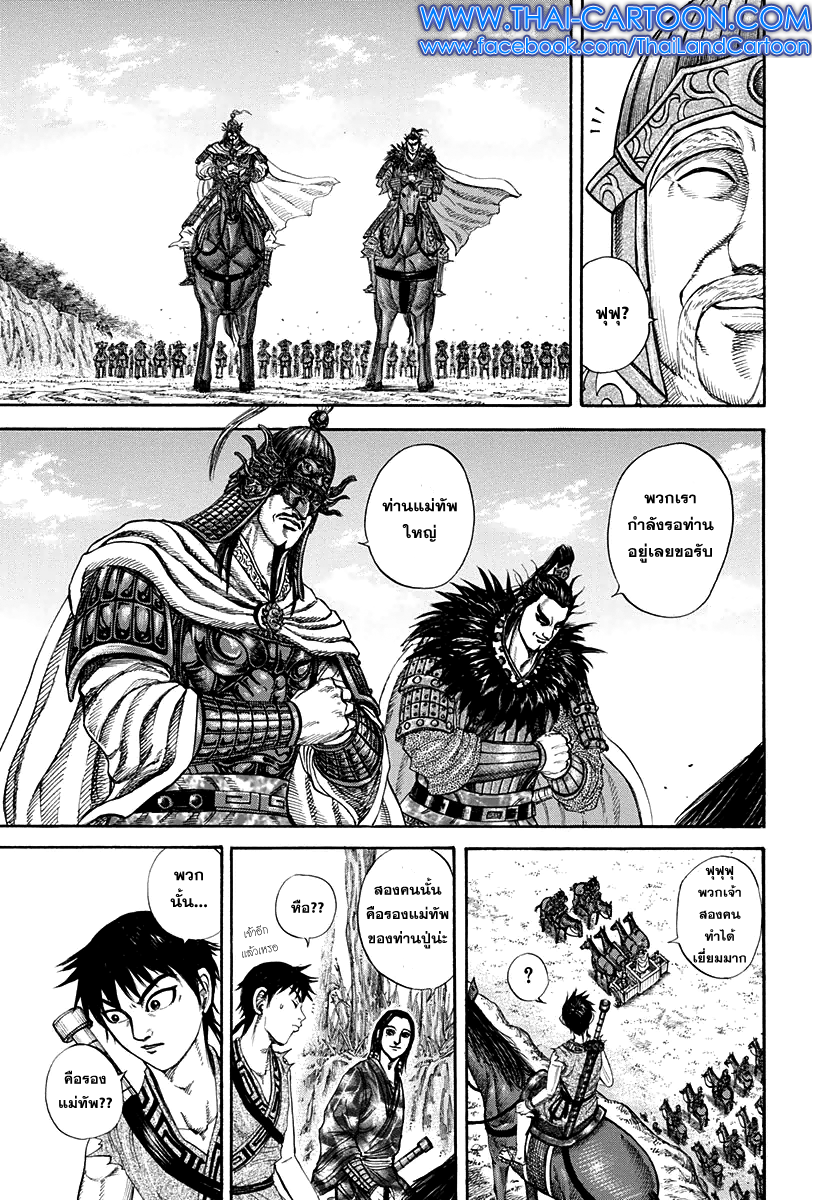 WWW.THAI-CARTOON.COM
www.facebook.com/ThaiLandCartoon
ฟุฟุ?
พวกเรา
กำลังรอท่าน
อยู่เลยขอรับ
ท่านแม่ทัพ
ใหญ่
ฟุฟุฟุ
พวกเจ้า
สองคน
ทำได้
เยี่ยมมาก
?
สองคนนั้น
คือรองแม่ทัพ
ของท่านปู่น่ะ
หือ??
เข้าอีก
แล้วเหรอ
พวก
นั้น...
คือรอง
แม่ทัพ??